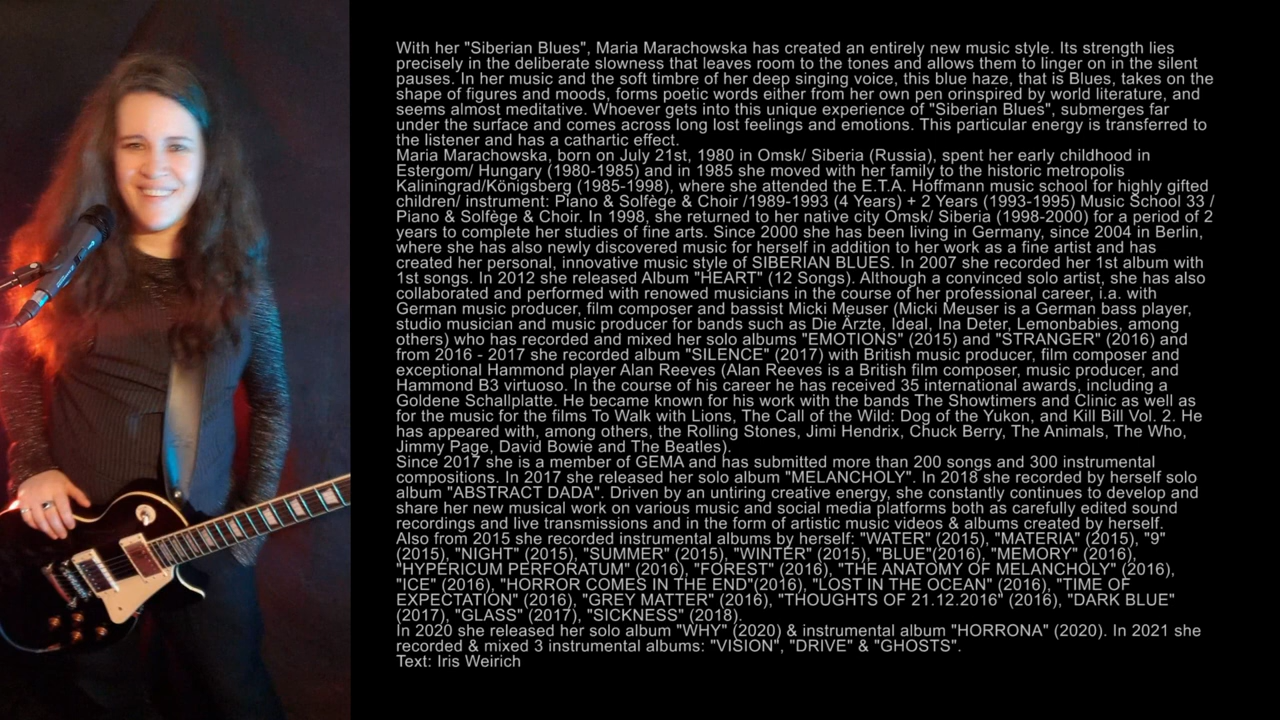 With her "Siberian Blues", Maria Marachowska has created an entirely new music style. Its strength lies
precisely in the deliberate slowness that leaves room to the tones and allows them to linger on in the silent
pauses. In her music and the soft timbre of her deep singing voice, this blue haze, that is Blues, takes on the
shape of figures and moods, forms poetic words either from her own pen orinspired by world literature, and
seems almost meditative. Whoever gets into this unique experience of "Siberian Blues", submerges far
under the surface and comes across long lost feelings and emotions. This particular energy is transferred to
the listener and has a cathartic effect.
Maria Marachowska, born on July 21st, 1980 in Omsk/ Siberia (Russia), spent her early childhood in
Estergom/ Hungary (1980-1985) and in 1985 she moved with her family to the historic metropolis
Kaliningrad/Königsberg (1985-1998), where she attended the E.T.A. Hoffmann music school for highly gifted
children/ instrument: Piano & Solfège & Choir /1989-1993 (4 Years) + 2 Years (1993-1995) Music School 33 /
Piano & Solfège & Choir. In 1998, she returned to her native city Omsk/ Siberia (1998-2000) for a period of 2
years to complete her studies of fine arts. Since 2000 she has been living in Germany, since 2004 in Berlin,
where she has also newly discovered music for herself in addition to her work as a fine artist and has
created her personal, innovative music style of SIBERIAN BLUES. In 2007 she recorded her 1st album with
1st songs. In 2012 she released Album "HEART" (12 Songs). Although a convinced solo artist, she has also
collaborated and performed with renowed musicians in the course of her professional career, i.a. with
German music producer, film composer and bassist Micki Meuser (Micki Meuser is a German bass player,
studio musician and music producer for bands such as Die Ärzte, Ideal, Ina Deter, Lemonbabies, among
others) who has recorded and mixed her solo albums "EMOTIONS" (2015) and "STRANGER" (2016) and
from 2016 - 2017 she recorded album "SILENCE" (2017) with British music producer, film composer and
exceptional Hammond player Alan Reeves (Alan Reeves is a British film composer, music producer, and
Hammond B3 virtuoso. In the course of his career he has received 35 international awards, including a
Goldene Schallplatte. He became known for his work with the bands The Showtimers and Clinic as well as
for the music for the films To Walk with Lions, The Call of the Wild: Dog of the Yukon, and Kill Bill Vol. 2. He
has appeared with, among others, the Rolling Stones, Jimi Hendrix, Chuck Berry, The Animals, The Who,
Jimmy Page, David Bowie and The Beatles).
Since 2017 she is a member of GEMA and has submitted more than 200 songs and 300 instrumental
compositions. In 2017 she released her solo album "MELANCHOLY". In 2018 she recorded by herself solo
album "ABSTRACT DADA". Driven by an untiring creative energy, she constantly continues to develop and
share her new musical work on various music and social media platforms both as carefully edited sound
recordings and live transmissions and in the form of artistic music videos & albums created by herself.
Also from 2015 she recorded instrumental albums by herself: "WATER" (2015), "MATERIA" (2015), "9"
(2015), "NIGHT" (2015), "SUMMER" (2015), "WINTER" (2015), "BLUE"(2016), "MEMORY" (2016),
"HYPERICUM PERFORATUM" (2016), "FOREST" (2016), "THE ANATOMY OF MELANCHOLY" (2016),
"ICE" (2016), "HORROR COMES IN THE END"(2016), "LOST IN THE OCEAN" (2016), "TIME OF
EXPECTATION" (2016), "GREY MATTER" (2016), "THOUGHTS OF 21.12.2016" (2016), "DARK BLUE"
(2017), "GLASS" (2017), "SICKNESS" (2018).
In 2020 she released her solo album "WHY" (2020) & instrumental album "HORRONA" (2020). In 2021 she
recorded & mixed 3 instrumental albums: "VISION", "DRIVE" & "GHOSTS".
Text: Iris Weirich